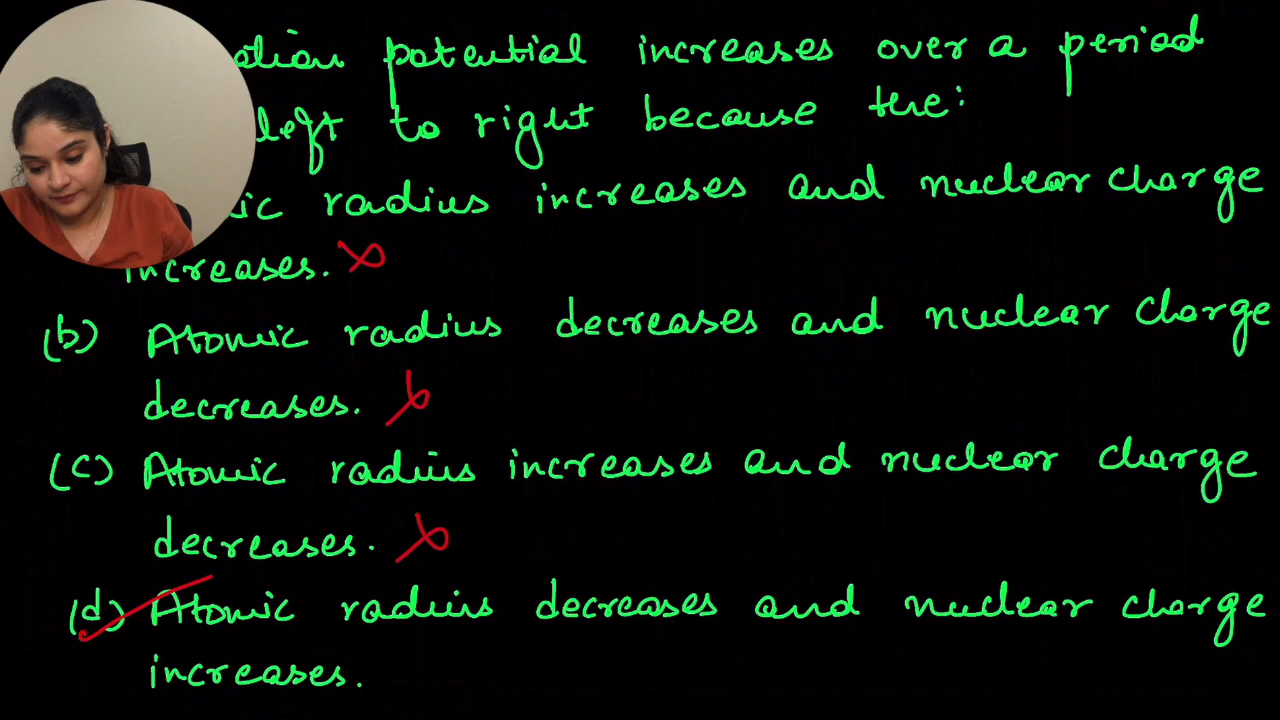 potential increases over a period
left to right because the:
radius increases and nuclear charge
increases.
(b) Atomic radius decreases and nuclear charge
decreases.
(c) Atomic radius increases and nuclear charge
decreases.
(d) Atomic radius decreases and nuclear charge
increases.